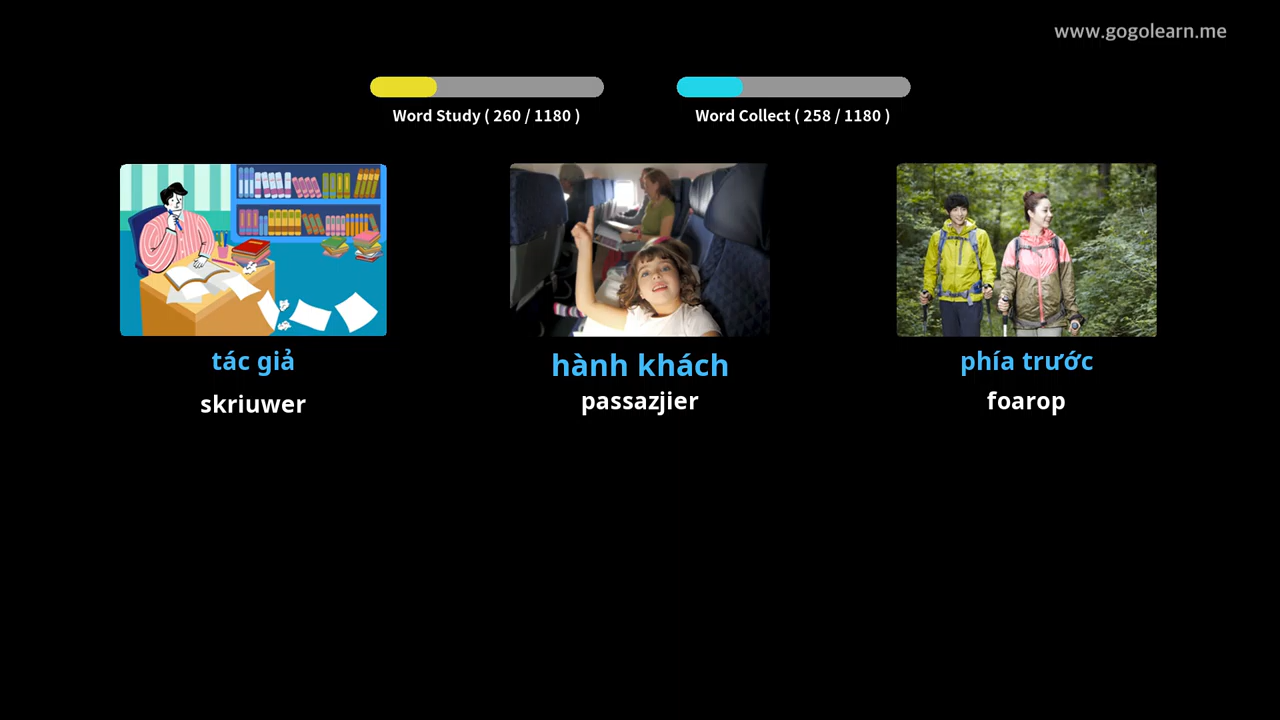 www.gogolearn.me
Word Study ( 260 / 1180 )
Word Collect ( 258 / 1180 )
tác giả
hành khách
phía trước
skriuwer
passazjier
foarop